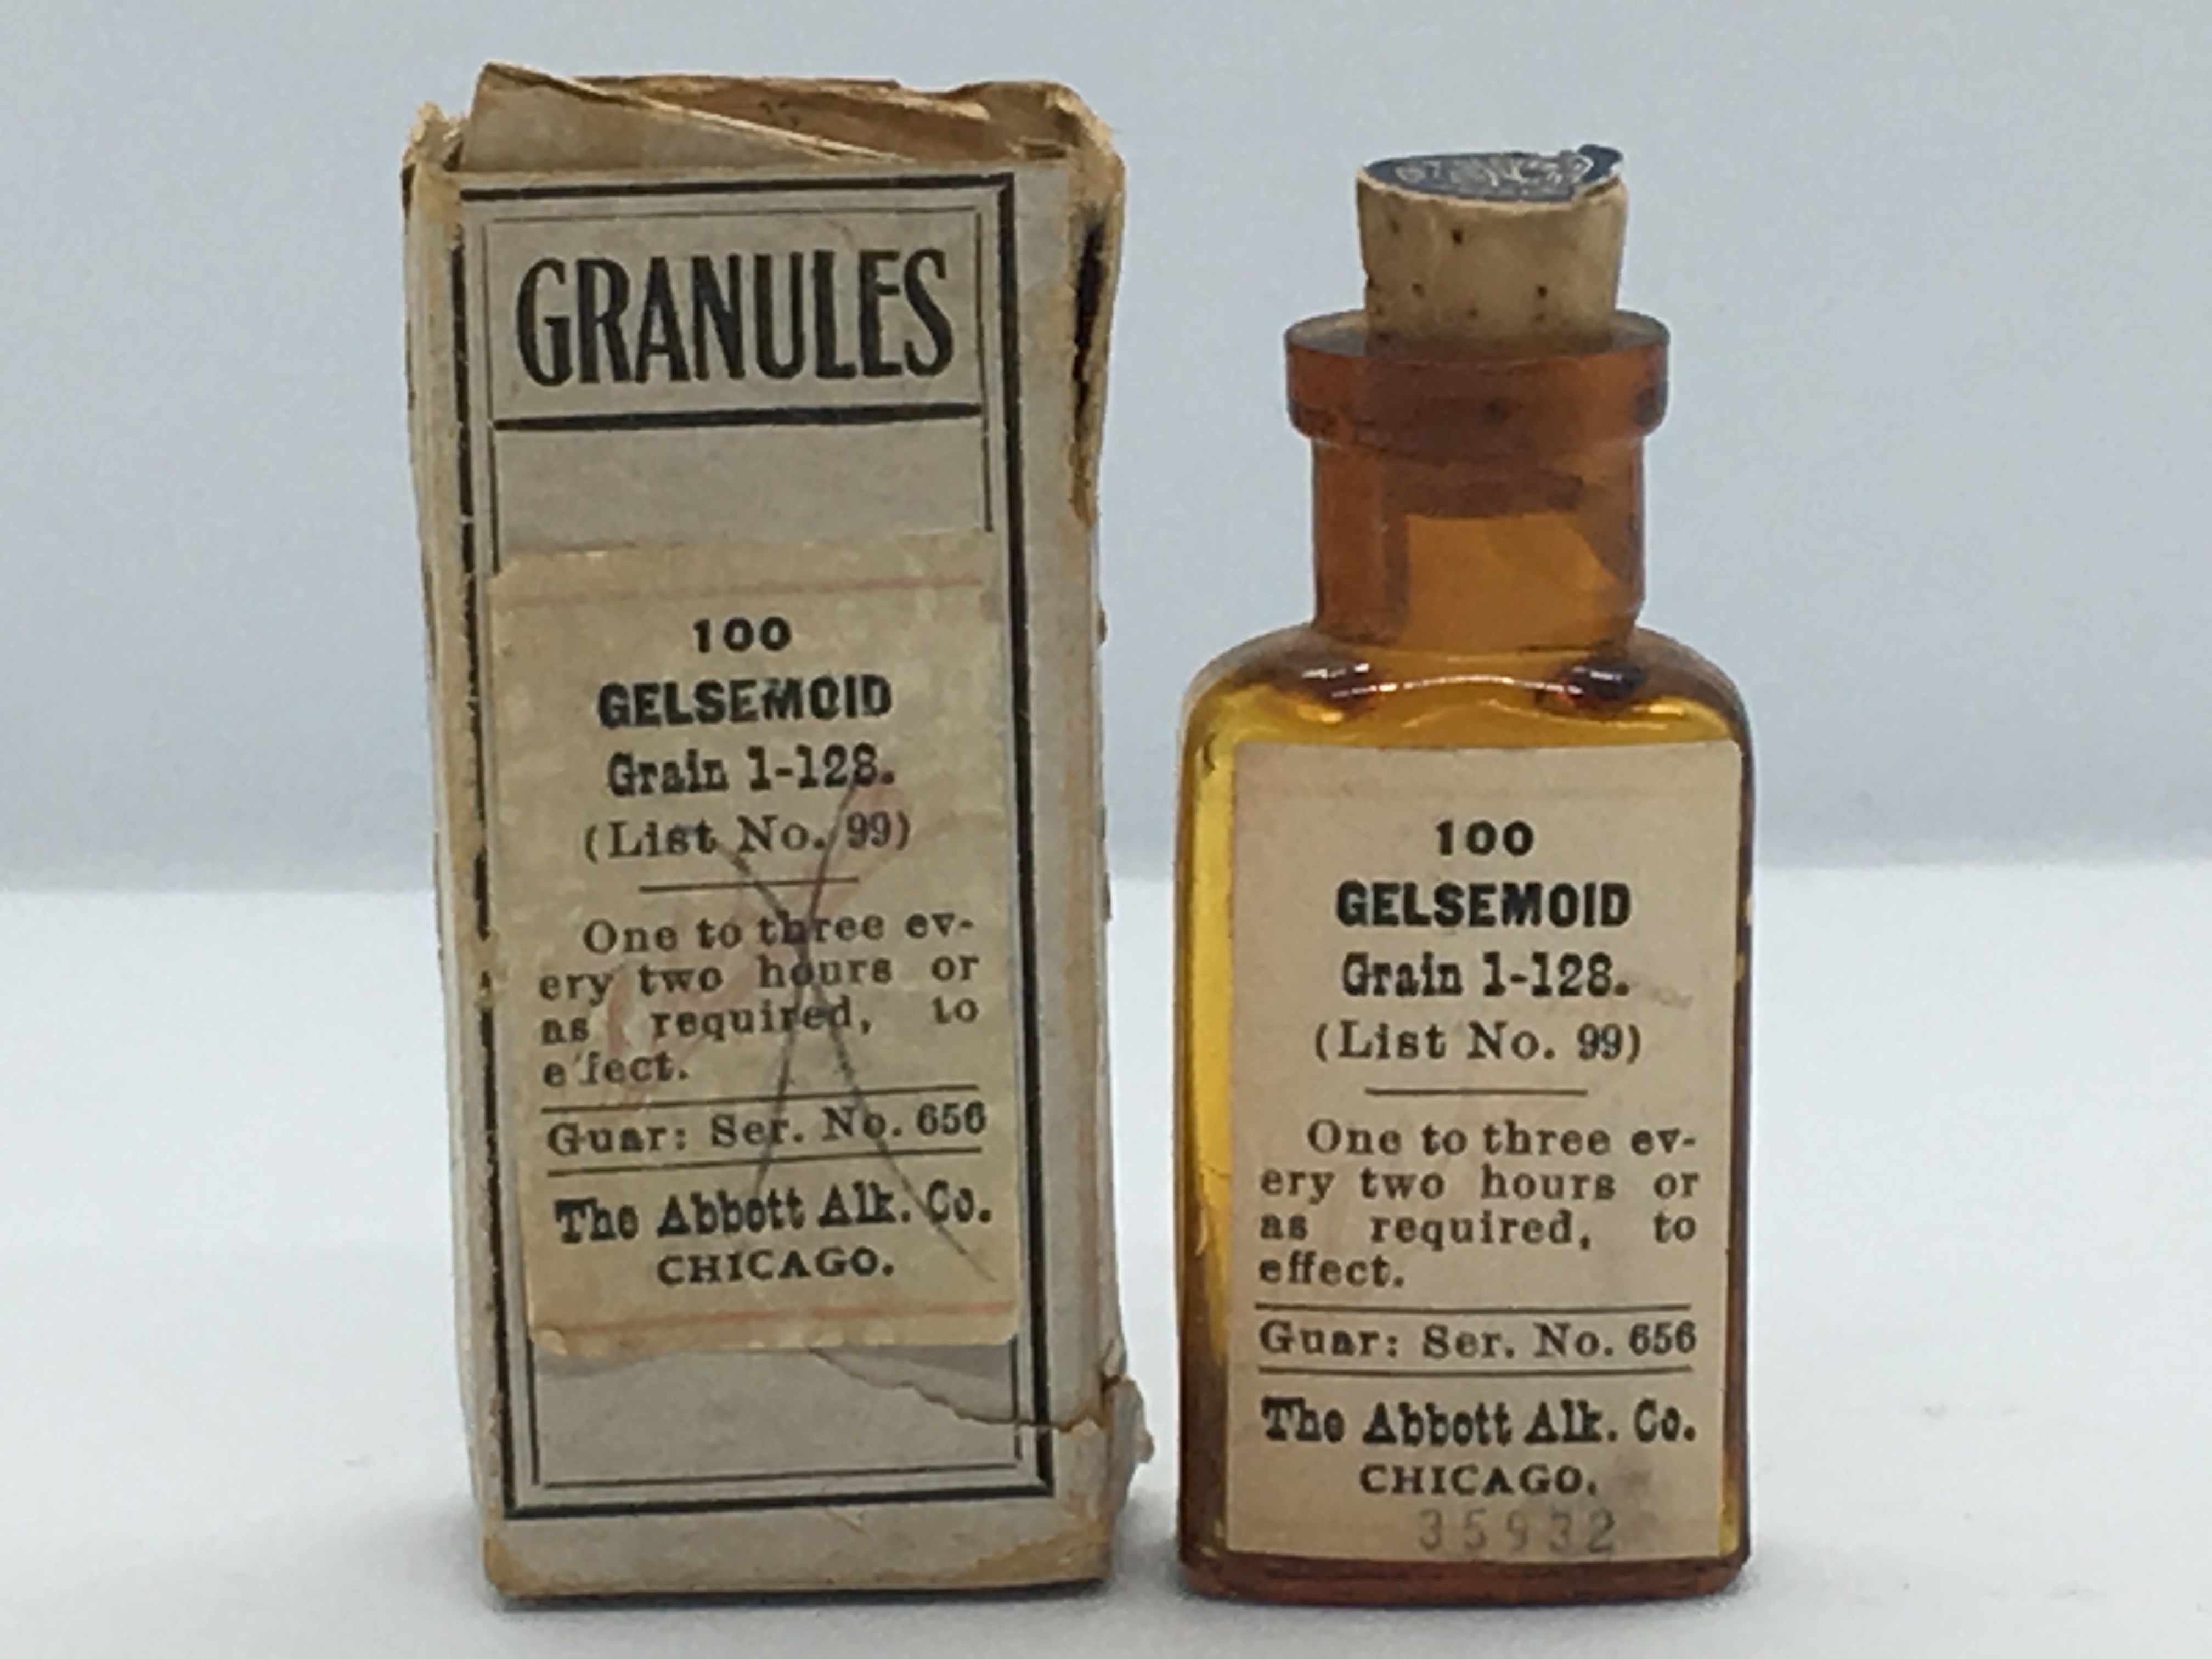 GRANULES
100
GELSEMOID
Grain 1-128.
(List No. 99)
One to three ev-
ery two hours or
as required, to
effect.
Guar: Ser. No. 656
The Abbott Alk. Co.
CHICAGO.
100
GELSEMOID
Grain 1-128.
(List No. 99)
One to three ev-
ery two hours or
as required, to
effect.
Guar: Ser. No. 656
The Abbott Alk. Co.
CHICAGO.
35932